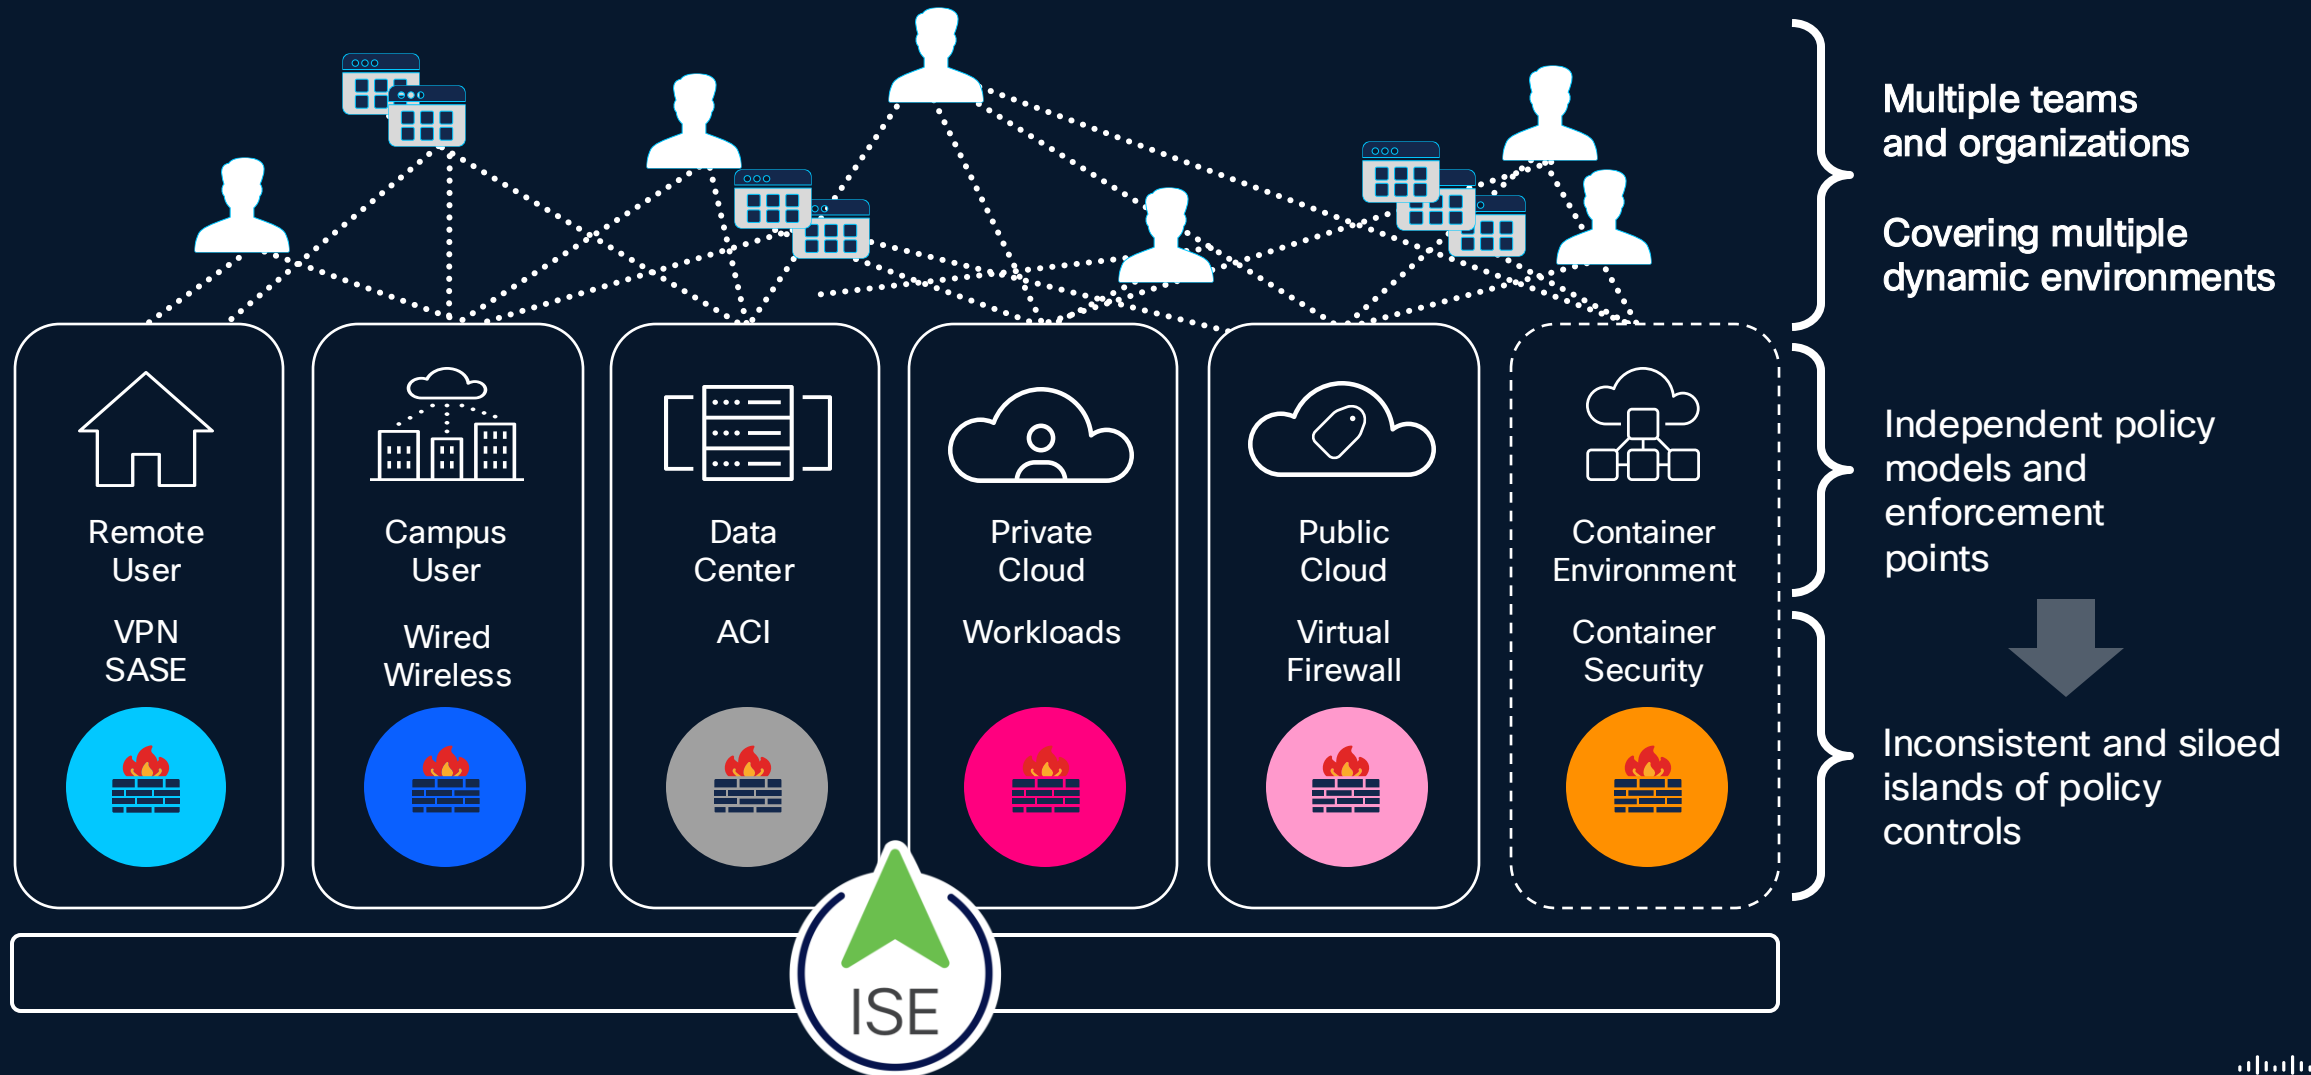 Multiple teams
and organizations
Covering multiple
dynamic environments
Remote
User
VPN
SASE
Campus
User
Wired
Wireless
Data
Center
ACI
Private
Cloud
Workloads
Public
Cloud
Virtual
Firewall
Container
Environment
Container
Security
Independent policy
models and
enforcement
points
Inconsistent and siloed
islands of policy
controls
ISE